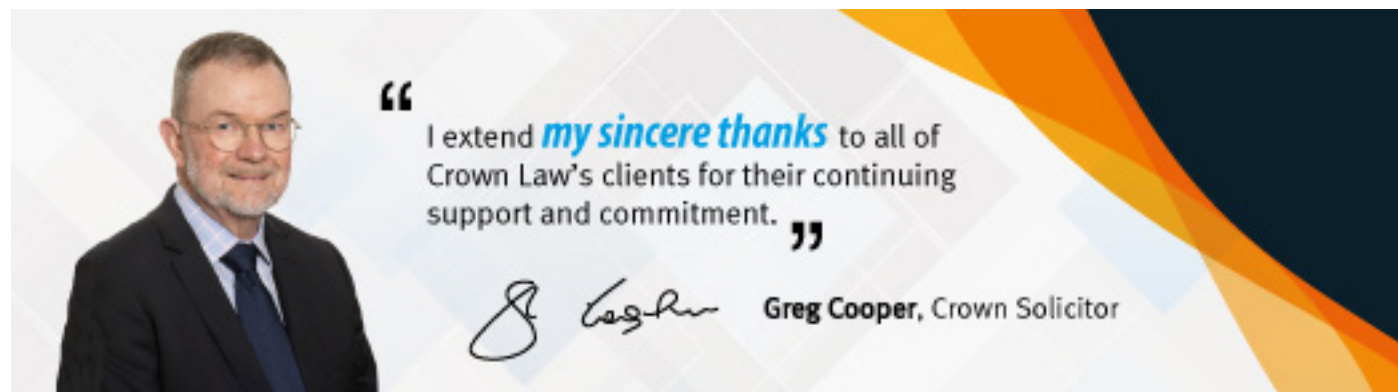 “
I extend my sincere thanks to all of
Crown Law’s clients for their continuing
support and commitment.
”
Greg Cooper, Crown Solicitor